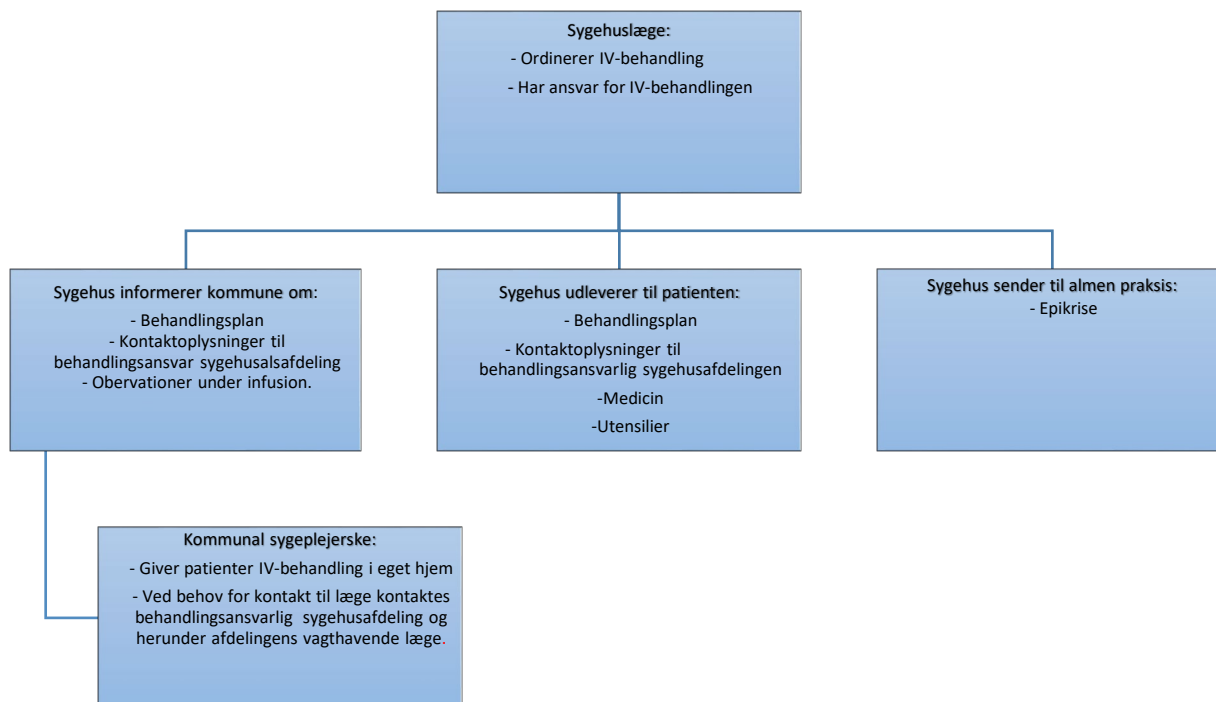 Sygehuslæge:
- Ordinerer IV-behandling
- Har ansvar for IV-behandlingen
Sygehus informerer kommune om:
- Behandlingsplan
- Kontaktoplysninger til
behandlingsansvar sygehusalsafdeling
- Obervationer under infusion.
Sygehus udleverer til patienten:
- Behandlingsplan
- Kontaktoplysninger til
behandlingsansvarlig sygehusafdelingen
-Medicin
-Utensilier
Sygehus sender til almen praksis:
- Epikrise
Kommunal sygeplejerske:
- Giver patienter IV-behandling i eget hjem
- Ved behov for kontakt til læge kontaktes
behandlingsansvarlig sygehusafdeling og
herunder afdelingens vagthavende læge.